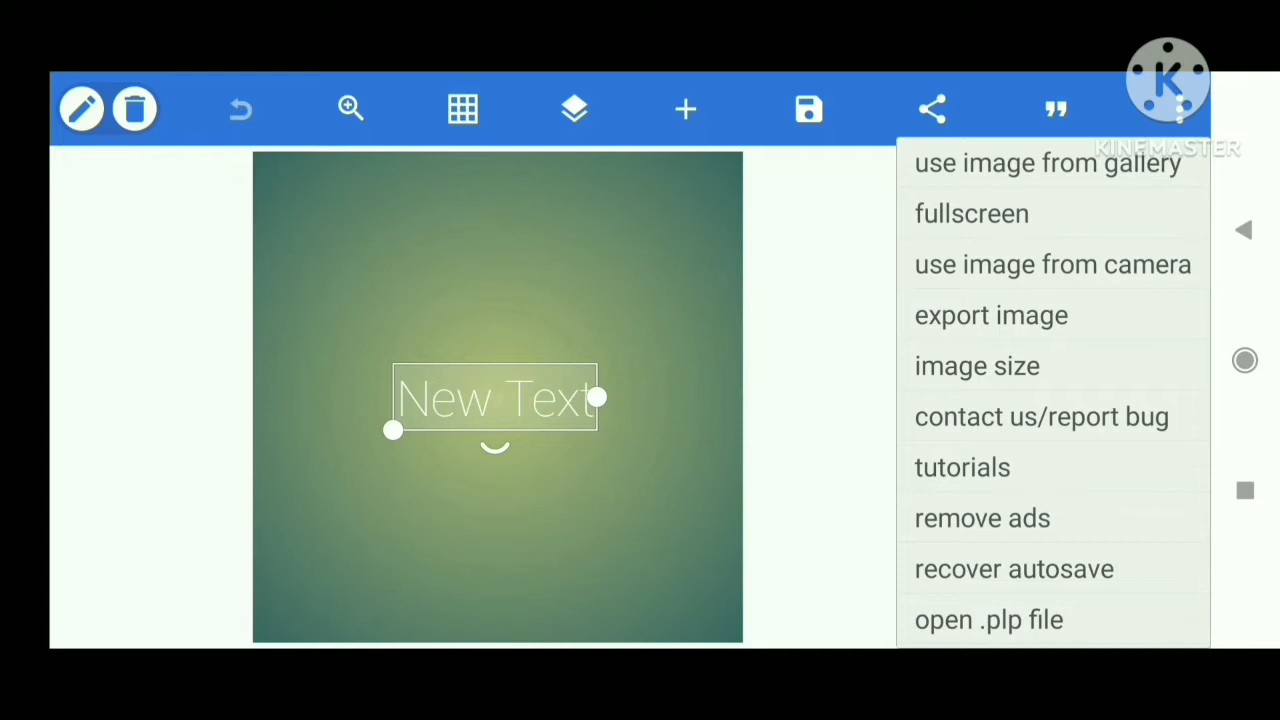 K
KINEMASTER
use image from gallery
fullscreen
use image from camera
export image
image size
contact us/report bug
tutorials
remove ads
recover autosave
open .plp file
New Text